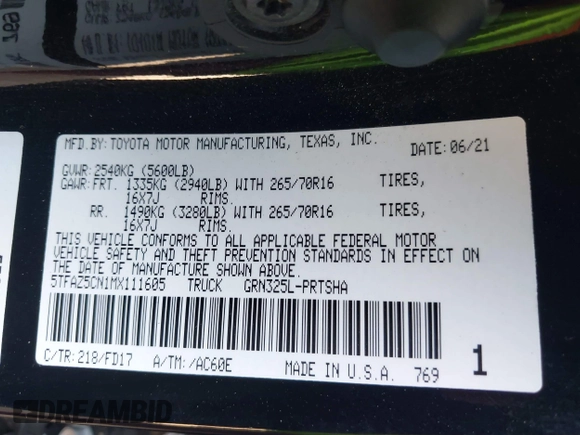 MFD.BY: TOYOTA MOTOR MANUFACTURING, TEXAS, INC.
DATE: 06/21
GVWR: 2540KG (5600LB)
GAWR: FRT. 1335KG (2940LB) WITH 265/70R16 TIRES,
16X7J RIMS.
RR. 1490KG (3280LB) WITH 265/70R16 TIRES,
16X7J RIMS.
THIS VEHICLE CONFORMS TO ALL APPLICABLE FEDERAL MOTOR
VEHICLE SAFETY AND THEFT PREVENTION STANDARDS IN EFFECT ON
THE DATE OF MANUFACTURE SHOWN ABOVE.
5TFAZ5CN1MX111605 TRUCK GRN325L-PRTSHA
C/TR: 218/FD17 A/TM: /AC60E MADE IN U.S.A. 769
1
DREAMBID